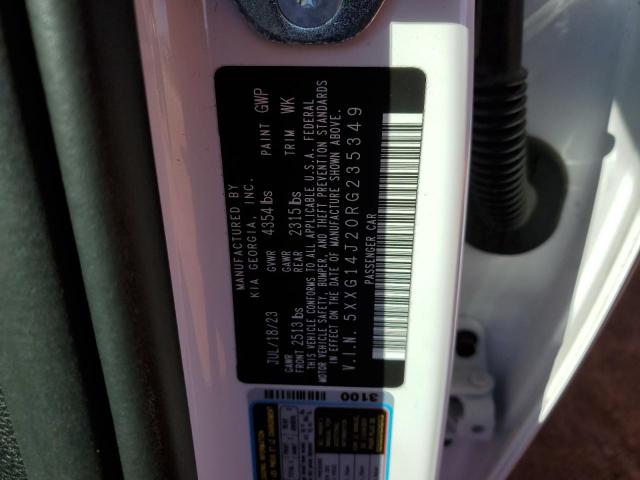 MANUFACTURED BY
KIA GEORGIA, INC.
JUL/18/23 GVWR 4354 lbs PAINT GWP
GAWR FRONT 2513 lbs GAWR REAR 2315 lbs TRIM WK
THIS VEHICLE CONFORMS TO ALL APPLICABLE U.S.A. FEDERAL
MOTOR VEHICLE SAFETY, BUMPER, AND THEFT PREVENTION STANDARDS
IN EFFECT ON THE DATE OF MANUFACTURE SHOWN ABOVE.
V.I.N. 5XXG14J20RG235349
PASSENGER CAR
3100